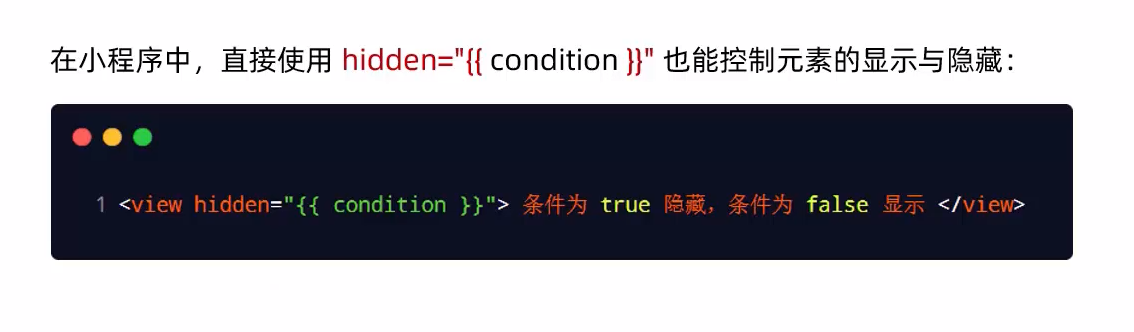 在小程序中，直接使用 hidden="{{ condition }}" 也能控制元素的显示与隐藏：
1 <view hidden="{{ condition }}"> 条件为 true 隐藏，条件为 false 显示 </view>